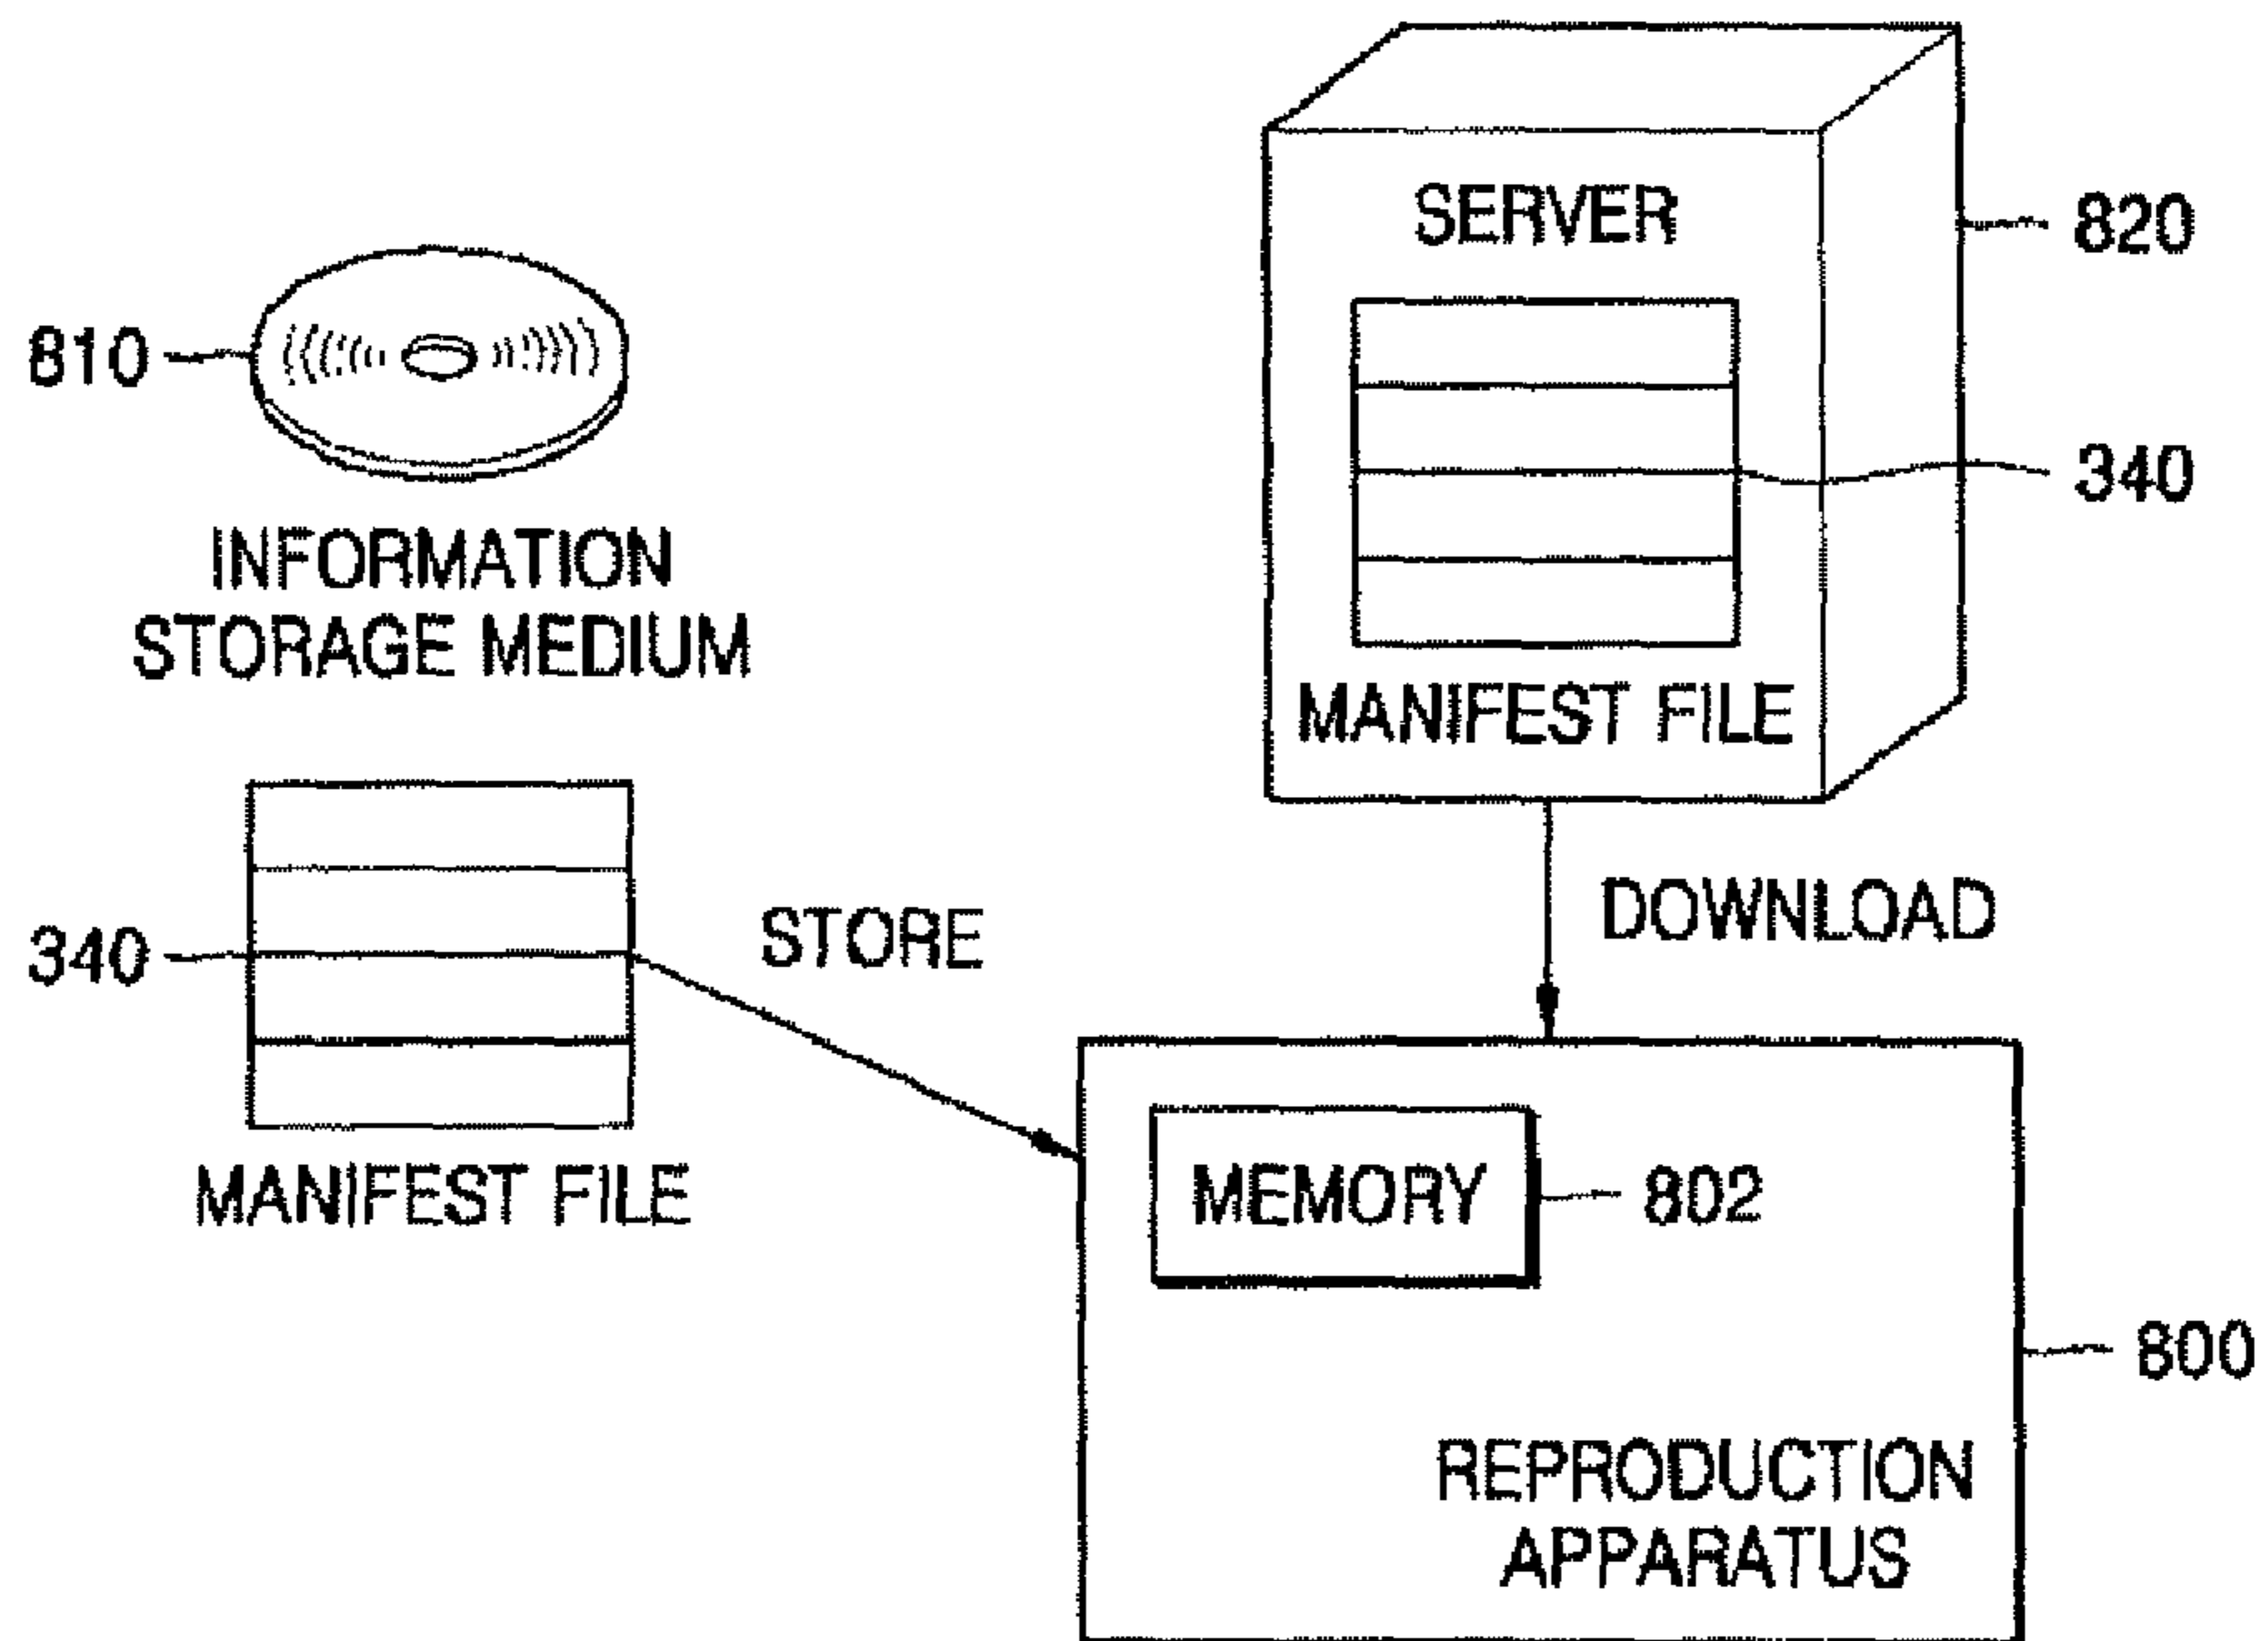 SERVER
820
810
340
INFORMATION
STORAGE MEDIUM
MANIFEST FILE
340
STORE
DOWNLOAD
MANIFEST FILE
MEMORY
802
800
REPRODUCTION
APPARATUS